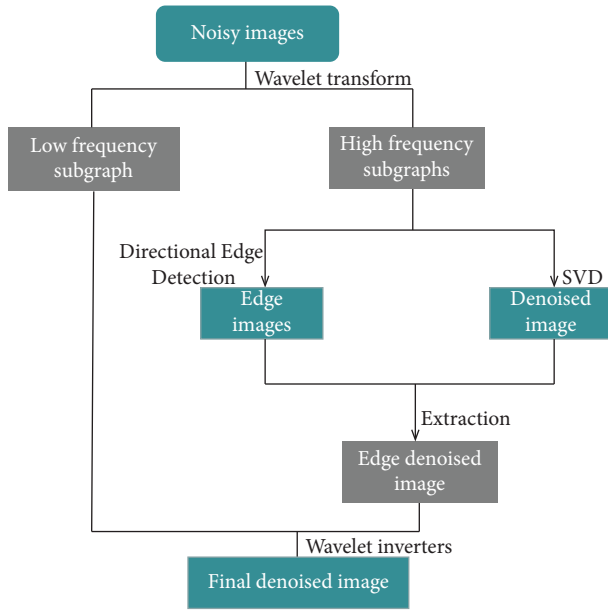 Noisy images
Wavelet transform
Low frequency
subgraph
High frequency
subgraphs
Directional Edge
Detection
SVD
Edge
images
Denoised
image
Extraction
Edge denoised
image
Wavelet inverters
Final denoised image